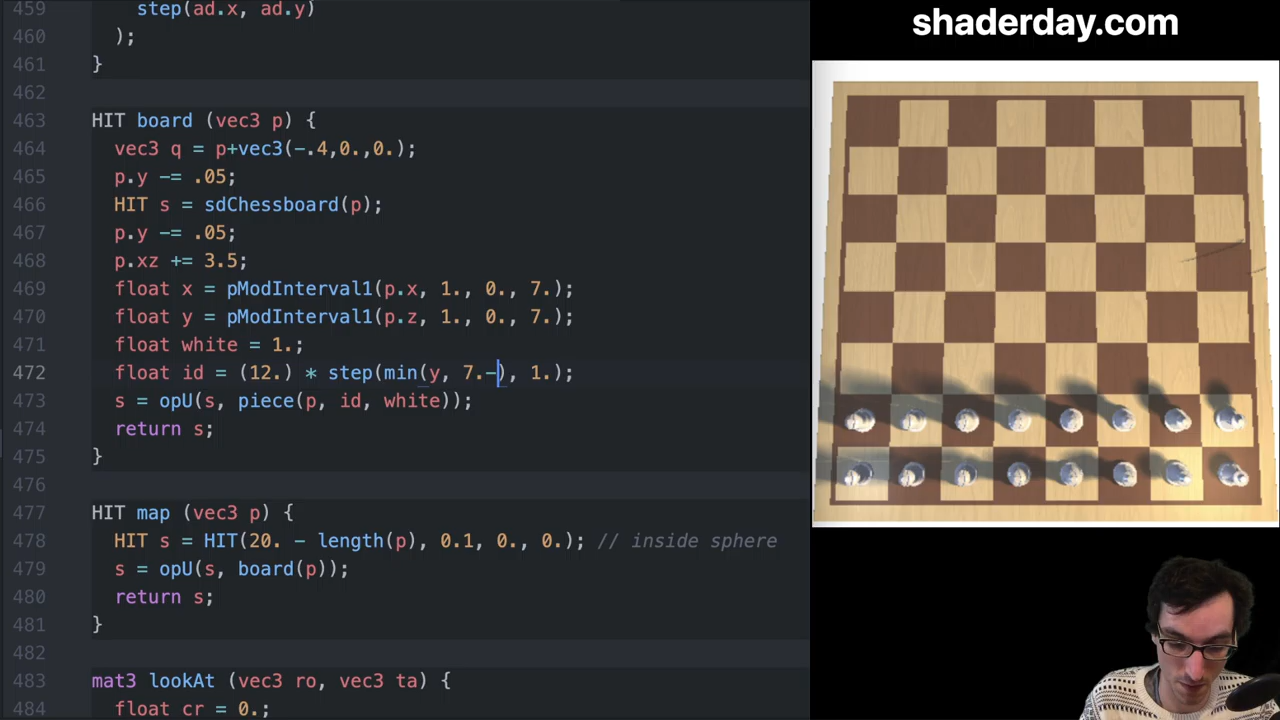 459 step(ad.x, ad.y)
460 );
461 }
462
463 HIT board (vec3 p) {
464 vec3 q = p+vec3(-.4,0.,0.);
465 p.y -= .05;
466 HIT s = sdChessboard(p);
467 p.y -= .05;
468 p.xz += 3.5;
469 float x = pModInterval1(p.x, 1., 0., 7.);
470 float y = pModInterval1(p.z, 1., 0., 7.);
471 float white = 1.;
472 float id = (12.) * step(min(y, 7.-), 1.);
473 s = opU(s, piece(p, id, white));
474 return s;
475 }
476
477 HIT map (vec3 p) {
478 HIT s = HIT(20. - length(p), 0.1, 0., 0.); // inside sphere
479 s = opU(s, board(p));
480 return s;
481 }
482
483 mat3 lookAt (vec3 ro, vec3 ta) {
484 float cr = 0.;
shaderday.com